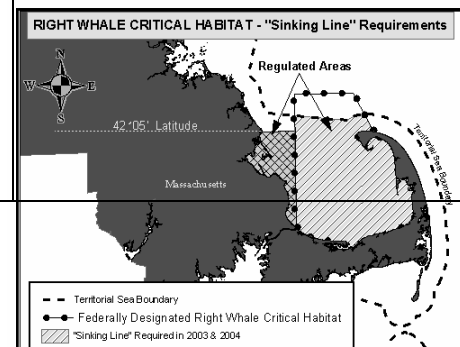 RIGHT WHALE CRITICAL HABITAT - "Sinking Line" Requirements
N
W E
S
Regulated Areas
42°05' Latitude
Territorial Sea Boundary
Massachusetts
Territorial Sea Boundary
Federally Designated Right Whale Critical Habitat
"Sinking Line" Required in 2003 & 2004